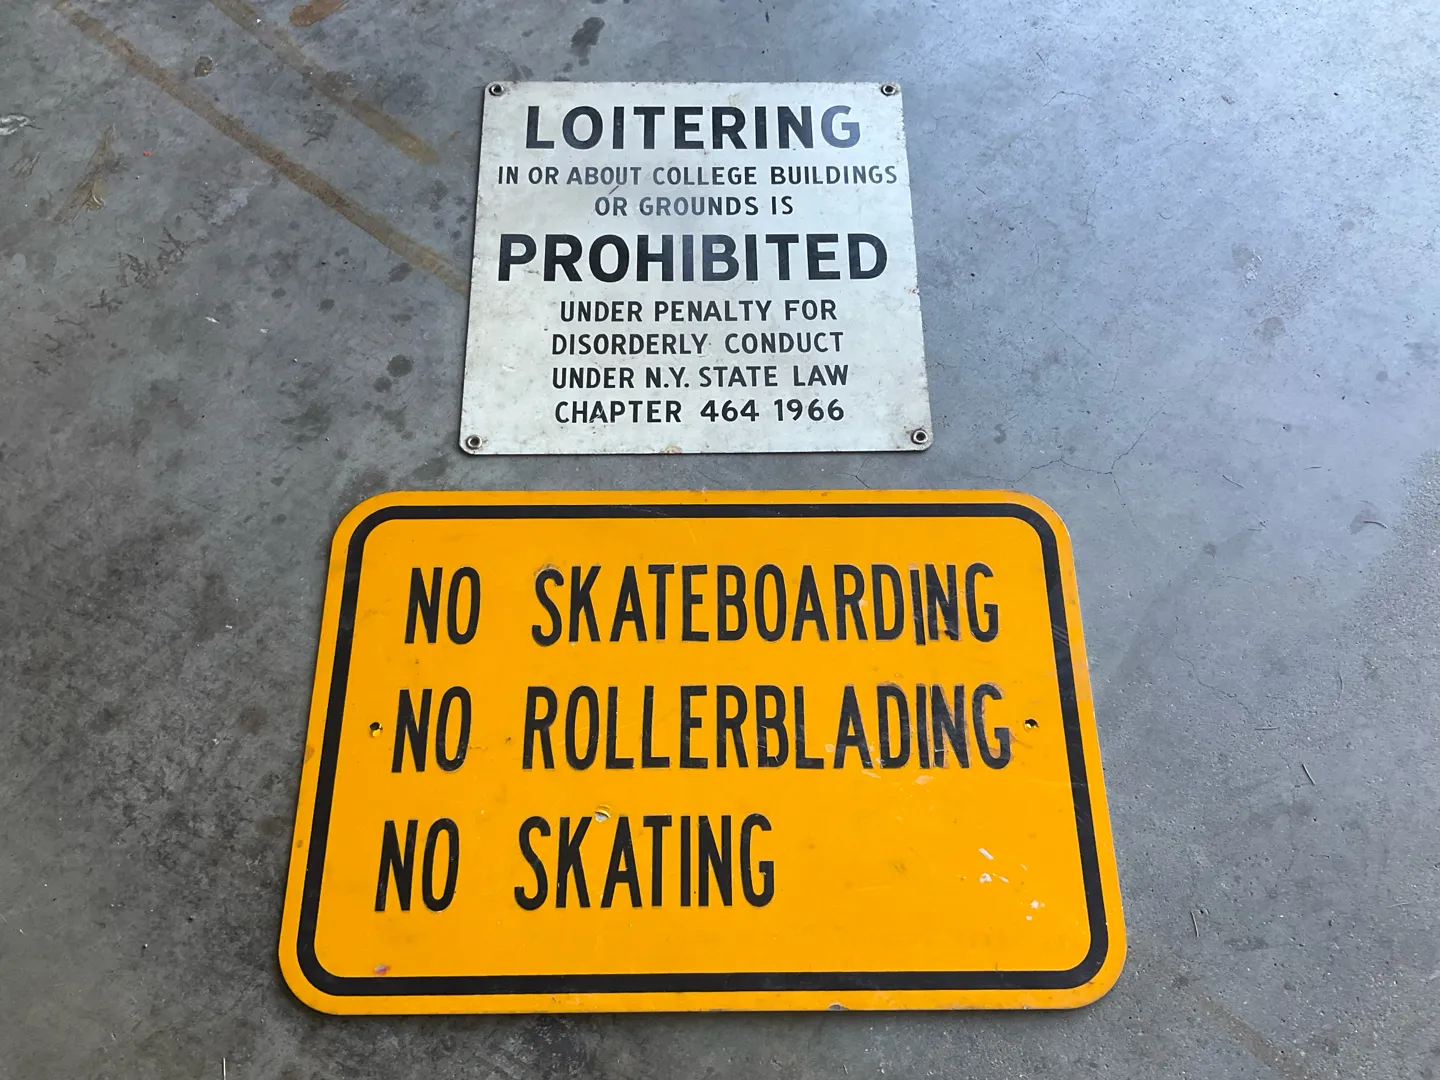 LOITERING
IN OR ABOUT COLLEGE BUILDINGS
OR GROUNDS IS
PROHIBITED
UNDER PENALTY FOR
DISORDERLY CONDUCT
UNDER N.Y. STATE LAW
CHAPTER 464 1966
NO SKATEBOARDING
NO ROLLERBLADING
NO SKATING